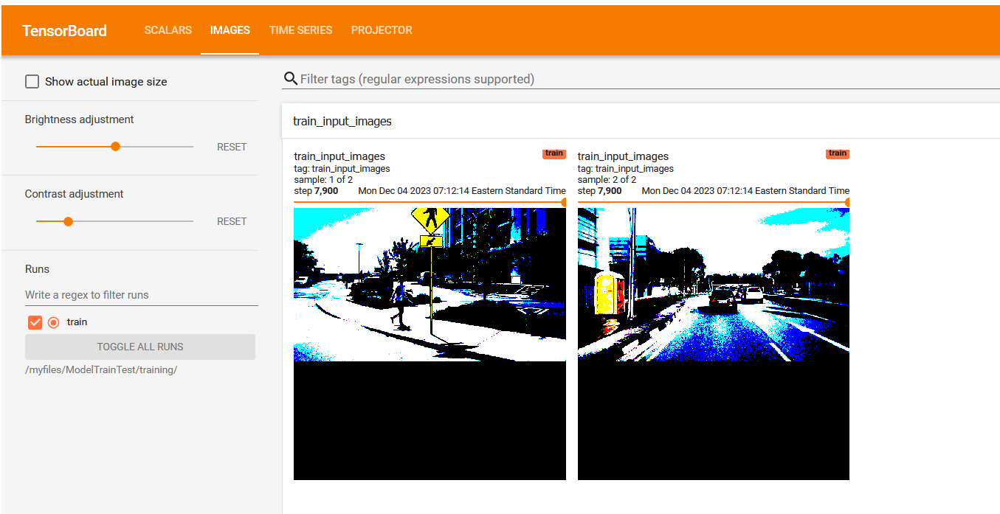 TensorBoard SCALARS IMAGES TIME SERIES PROJECTOR
Show actual image size
Brightness adjustment
RESET
Contrast adjustment
RESET
Runs
Write a regex to filter runs
train
TOGGLE ALL RUNS
/myfiles/ModelTrainTest/training/
Filter tags (regular expressions supported)
train_input_images
train_input_images train
tag: train_input_images
sample: 1 of 2
step 7,900 Mon Dec 04 2023 07:12:14 Eastern Standard Time
train_input_images train
tag: train_input_images
sample: 2 of 2
step 7,900 Mon Dec 04 2023 07:12:14 Eastern Standard Time